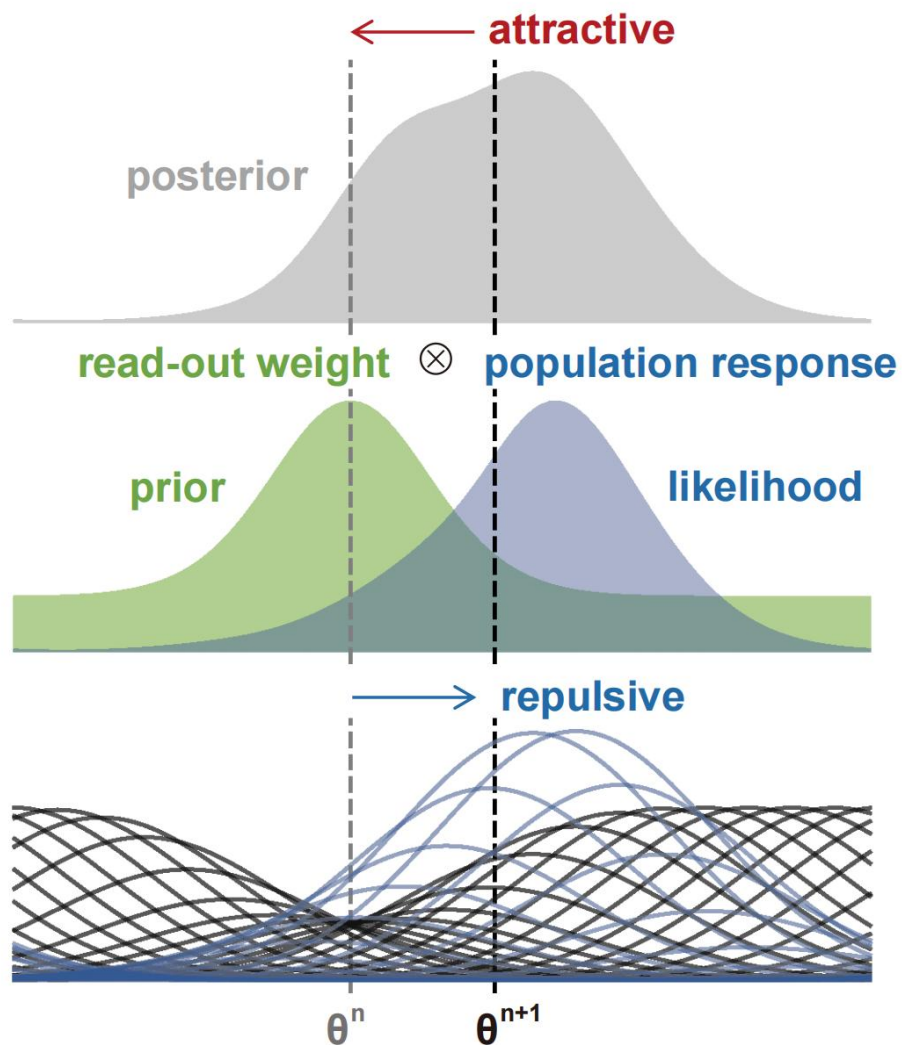 attractive
posterior
read-out weight ⊗ population response
prior
likelihood
repulsive
θⁿ
θⁿ⁺¹